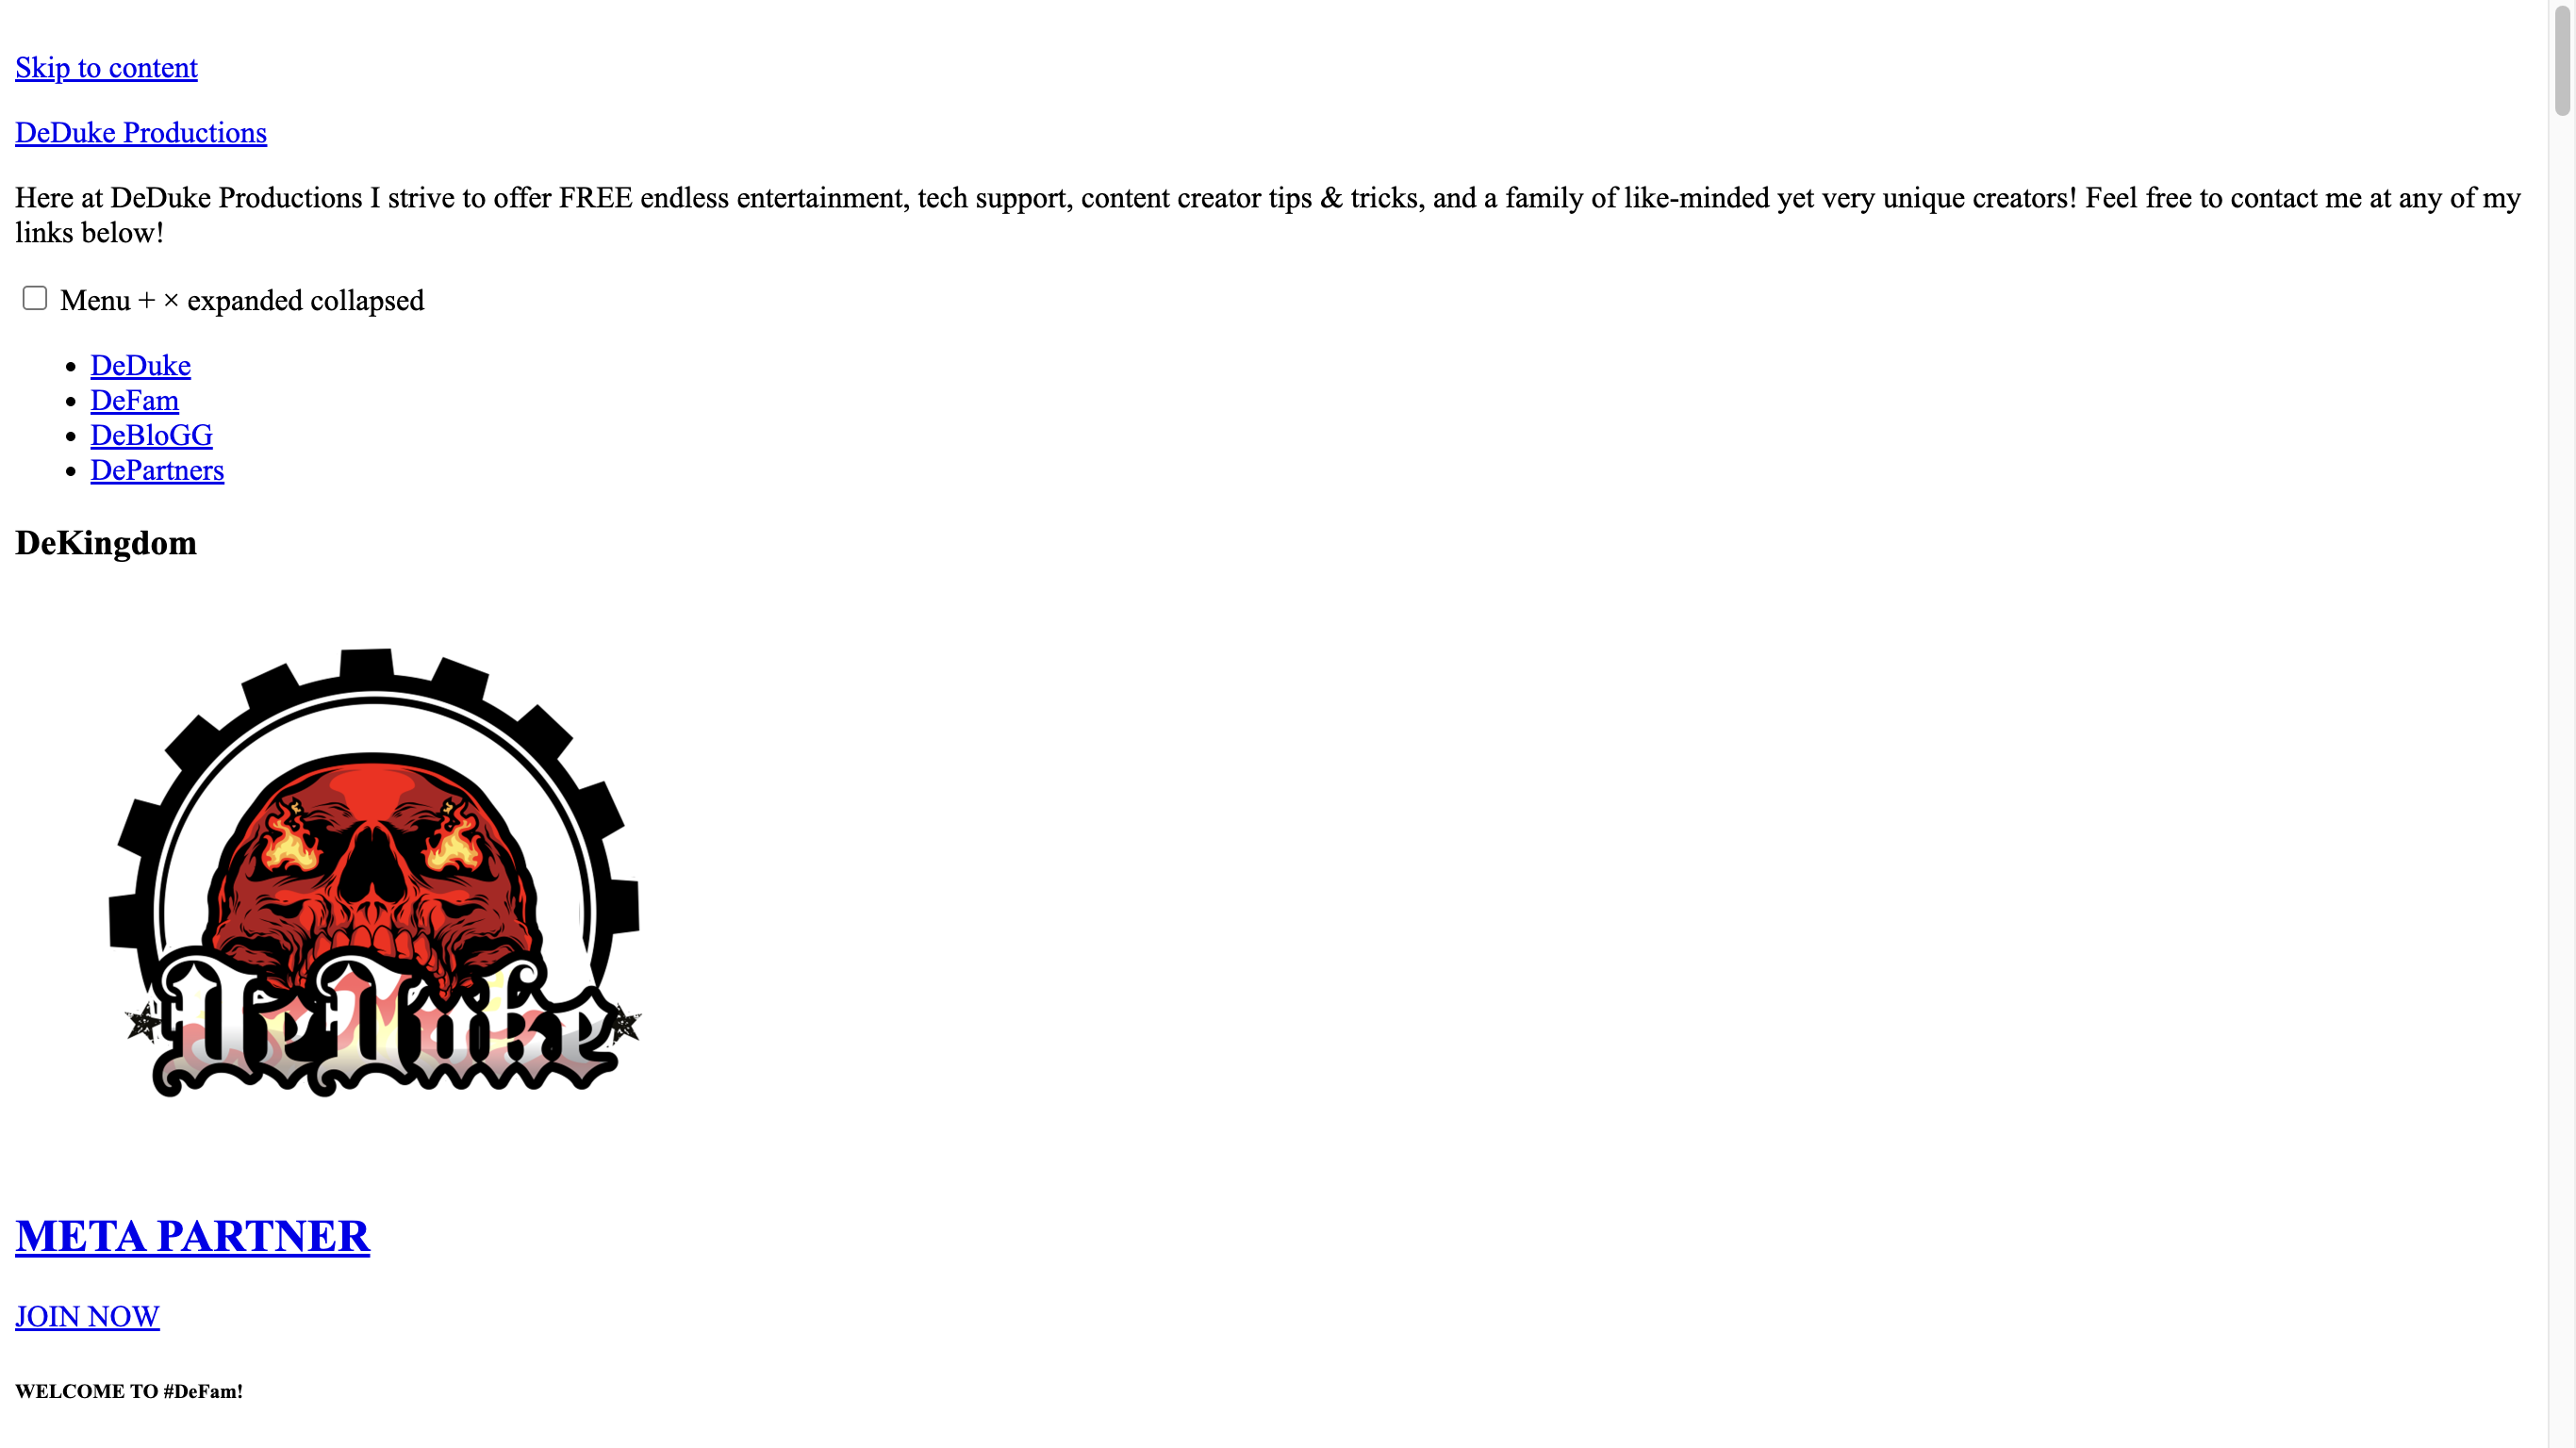 Skip to content
DeDuke Productions
Here at DeDuke Productions I strive to offer FREE endless entertainment, tech support, content creator tips & tricks, and a family of like-minded yet very unique creators! Feel free to contact me at any of my
links below!
Menu + × expanded collapsed
DeDuke
DeFam
DeBloGG
DePartners
DeKingdom
DeDuke
META PARTNER
JOIN NOW
WELCOME TO #DeFam!